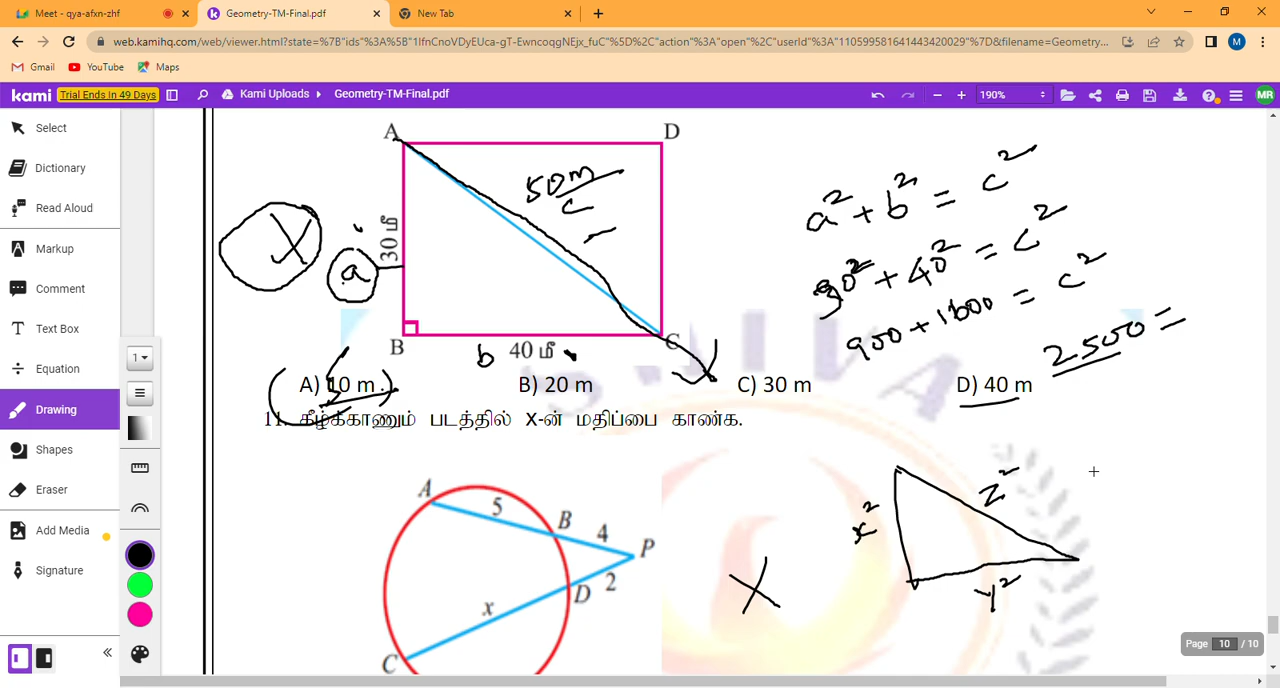 Meet - qya-afxn-zhf
Geometry-TM-Final.pdf
New Tab
web.kamihq.com/web/viewer.html?state=%7B"ids"%3A%5B"1IfnCnoVDyEUca-gT-EwncoqgNEjx_fuC"%5D%2C"action"%3A"open"%2C"userId"%3A"110599581641443420029"%7D&filename=Geometry...
M
Gmail
YouTube
Maps
kami
Trial Ends In 49 Days
Kami Uploads
Geometry-TM-Final.pdf
190%
MR
Select
Dictionary
Read Aloud
Markup
Comment
Text Box
Equation
Drawing
Shapes
Eraser
Add Media
Signature
1
A
D
50m
c
X
a
30 மீ
B
b
40 மீ
C
a² + b² = c²
30² + 40² = c²
900 + 1600 = c²
2500 =
A) 10 m
B) 20 m
C) 30 m
D) 40 m
11. கீழ்க்காணும் படத்தில் X-ன் மதிப்பை காண்க.
A
5
B
4
P
2
D
x
C
X
x²
z²
y²
Page 10 / 10